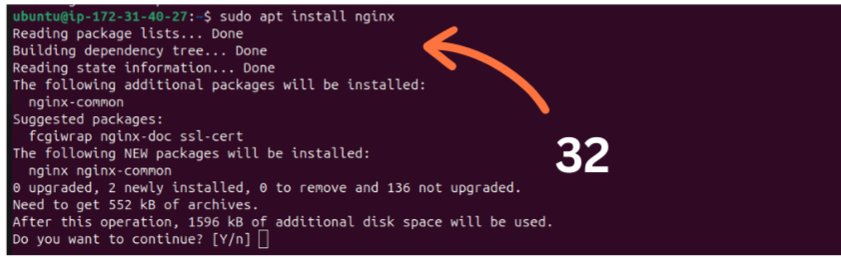 ubuntu@ip-172-31-40-27:~$ sudo apt install nginx
Reading package lists... Done
Building dependency tree... Done
Reading state information... Done
The following additional packages will be installed:
  nginx-common
Suggested packages:
  fcgiwrap nginx-doc ssl-cert
The following NEW packages will be installed:
  nginx nginx-common
0 upgraded, 2 newly installed, 0 to remove and 136 not upgraded.
Need to get 552 kB of archives.
After this operation, 1596 kB of additional disk space will be used.
Do you want to continue? [Y/n]
32